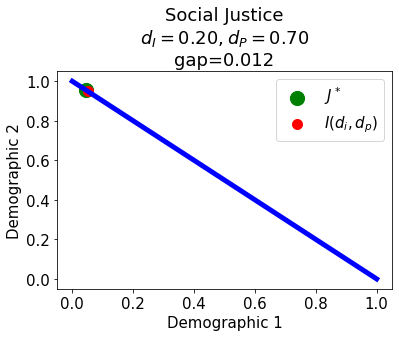 Social Justice
d_I = 0.20, d_P = 0.70
gap=0.012
1.0
0.8
0.6
0.4
0.2
0.0
Demographic 2
J*
I(d_i, d_p)
0.0 0.2 0.4 0.6 0.8 1.0
Demographic 1